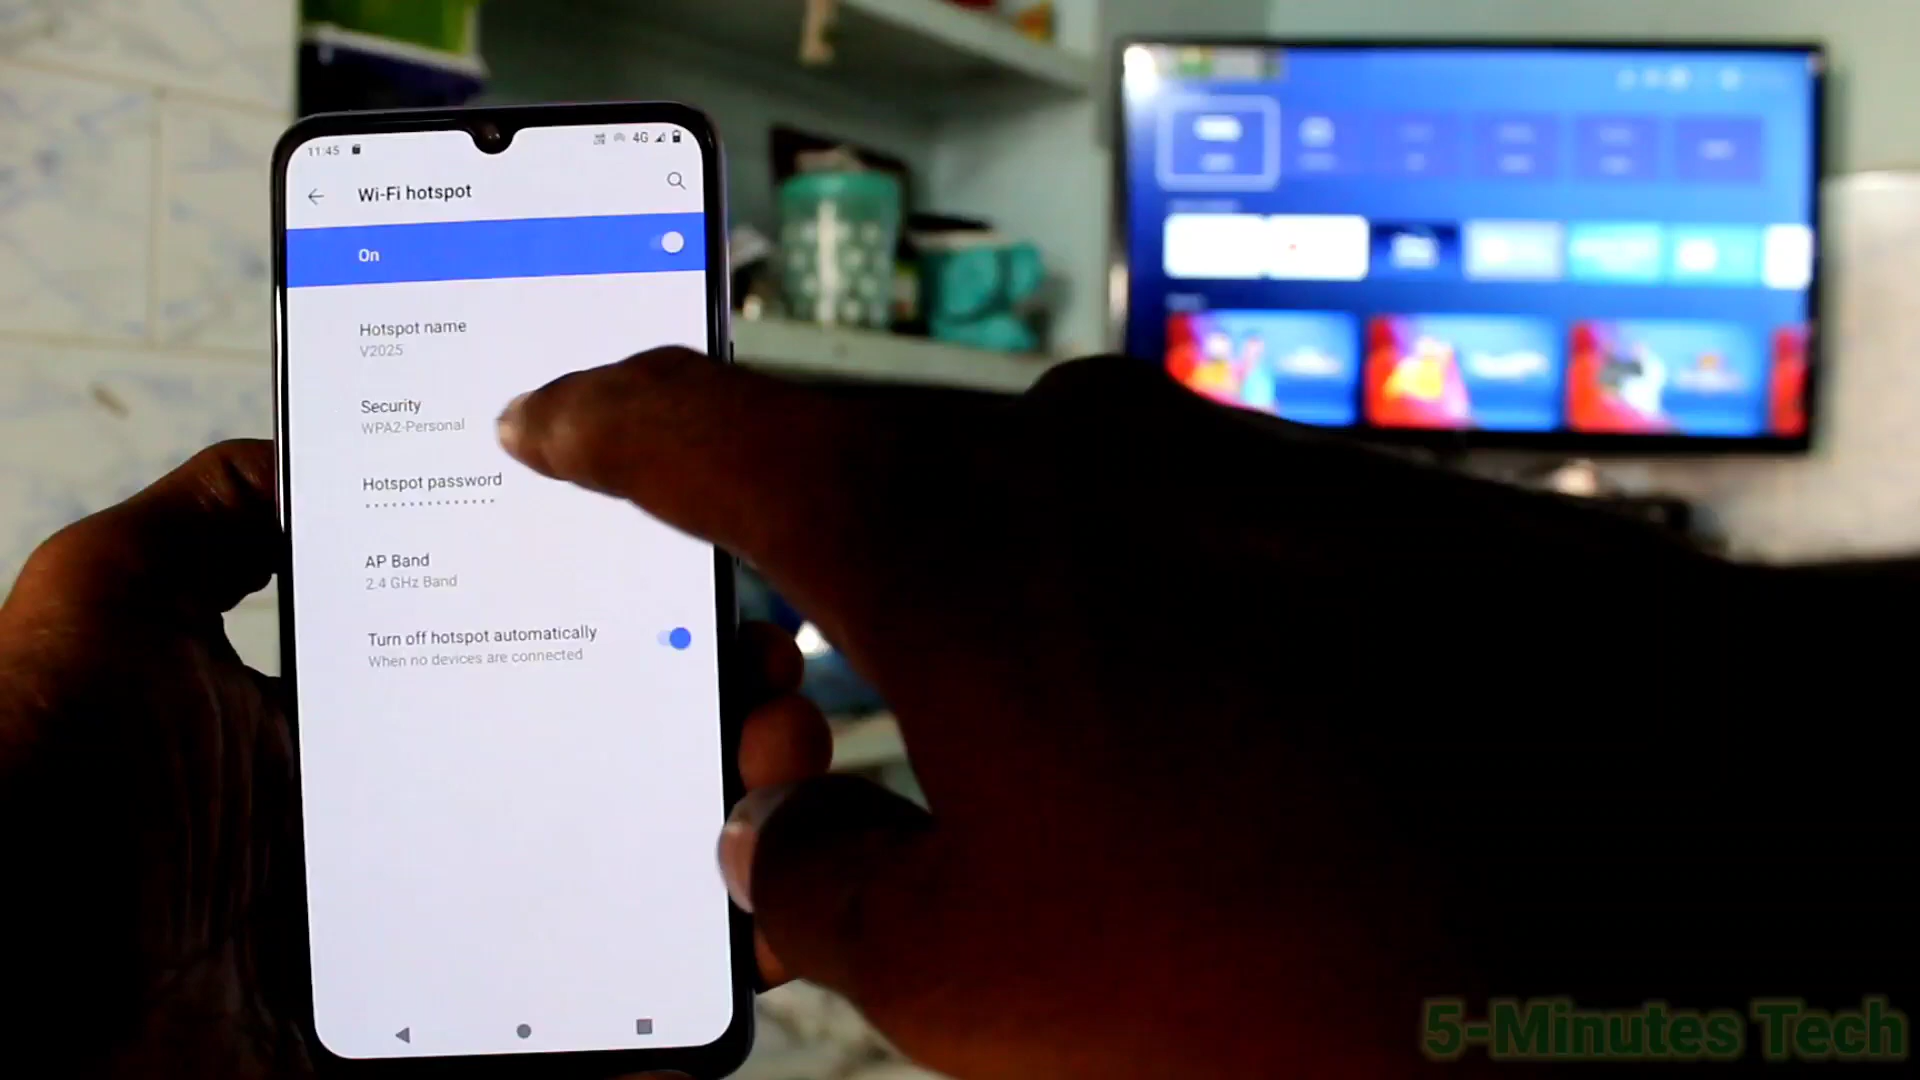 11:45 4G
Wi-Fi hotspot
On
Hotspot name
V2025
Security
WPA2-Personal
Hotspot password
AP Band
2.4 GHz Band
Turn off hotspot automatically
When no devices are connected
5-Minutes Tech